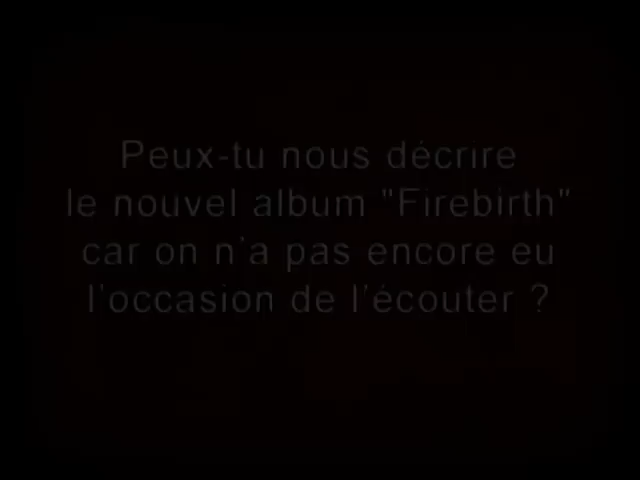 Peux-tu nous décrire
le nouvel album "Firebirth"
car on n'a pas encore eu
l'occasion de l'écouter ?